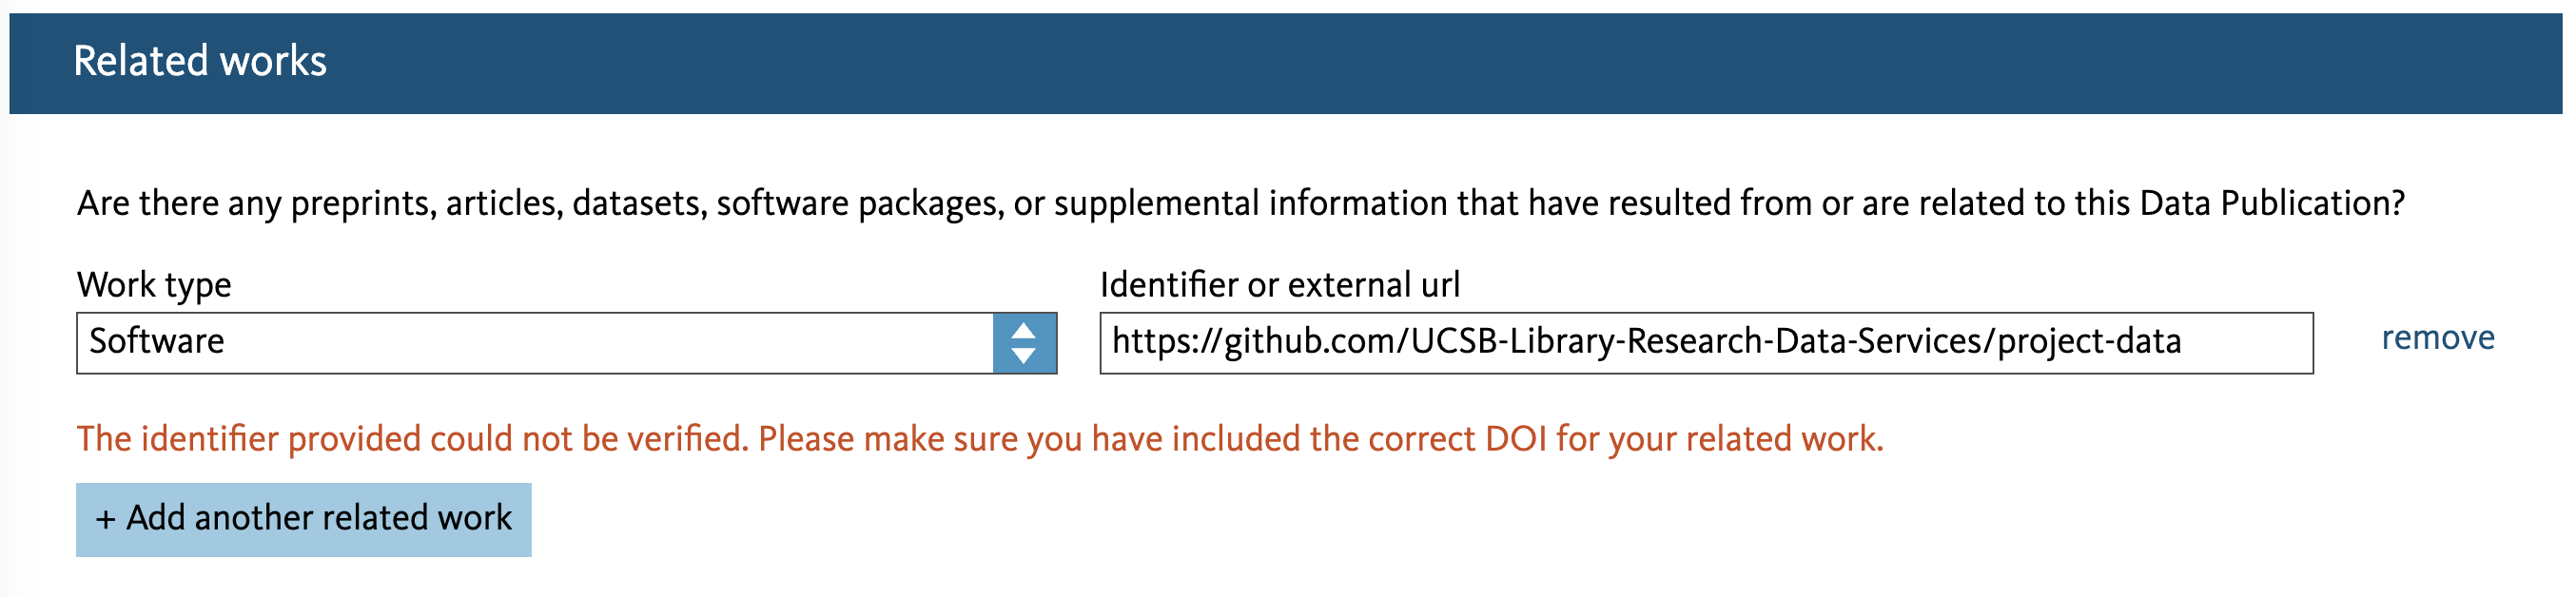 Related works
Are there any preprints, articles, datasets, software packages, or supplemental information that have resulted from or are related to this Data Publication?
Work type
Identifier or external url
Software
https://github.com/UCSB-Library-Research-Data-Services/project-data
remove
The identifier provided could not be verified. Please make sure you have included the correct DOI for your related work.
+ Add another related work